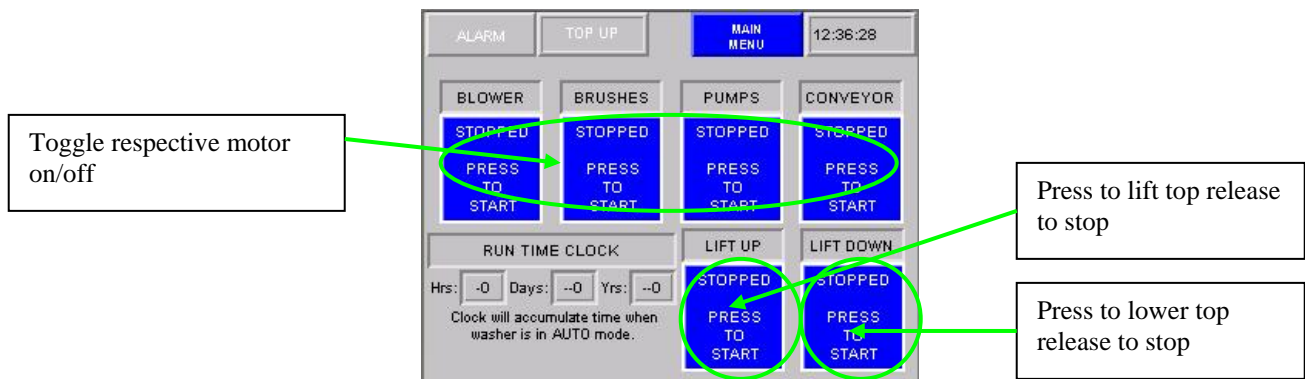 ALARM
TOP UP
MAIN
MENU
12:36:28
BLOWER
BRUSHES
PUMPS
CONVEYOR
STOPPED
PRESS
TO
START
STOPPED
PRESS
TO
START
STOPPED
PRESS
TO
START
STOPPED
PRESS
TO
START
Toggle respective motor
on/off
RUN TIME CLOCK
Hrs: -0 Days: --0 Yrs: --0
Clock will accumulate time when
washer is in AUTO mode.
LIFT UP
STOPPED
PRESS
TO
START
LIFT DOWN
STOPPED
PRESS
TO
START
Press to lift top release
to stop
Press to lower top
release to stop